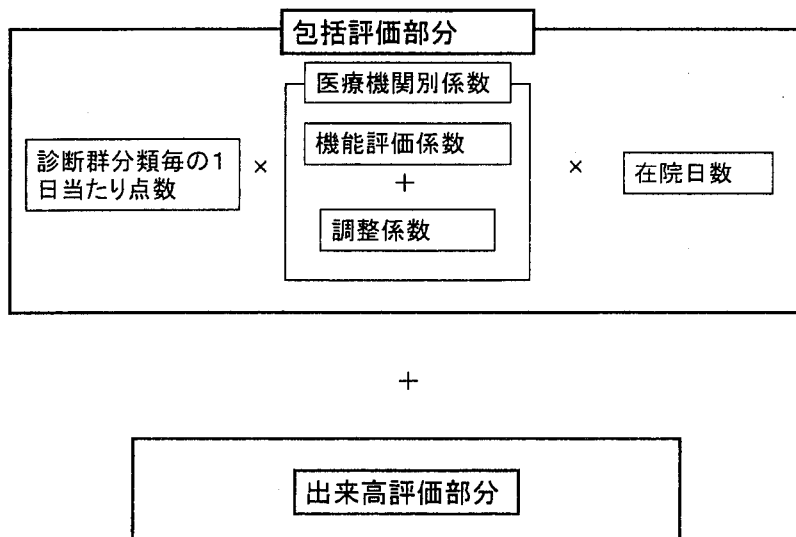 包括評価部分
医療機関別係数
診断群分類毎の1
日当たり点数
×
機能評価係数
+
調整係数
×
在院日数
+
出来高評価部分